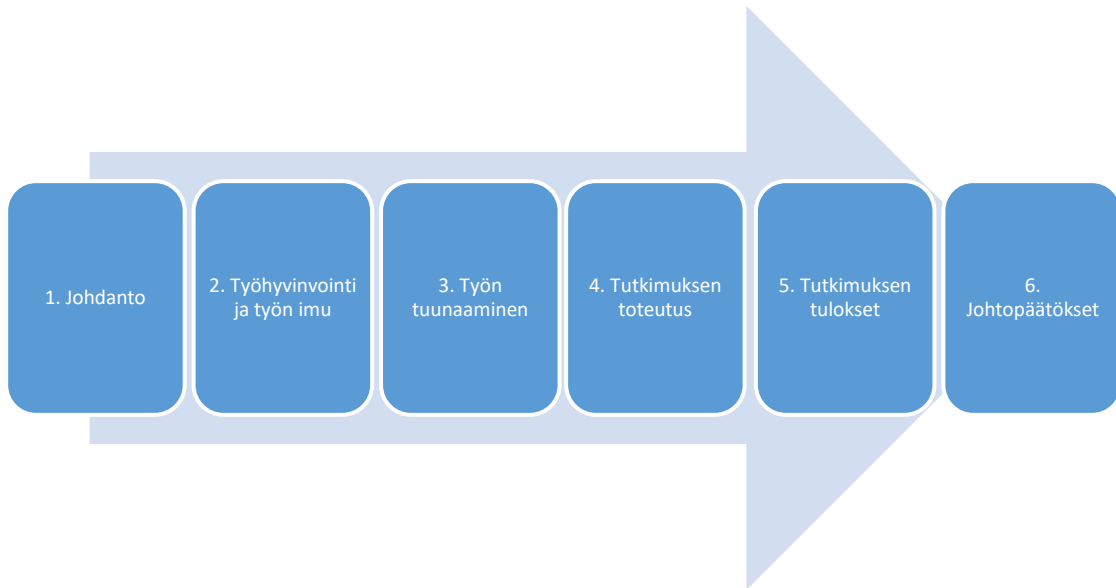 1. Johdanto
2. Työhyvinvointi
ja työn imu
3. Työn
tuunaaminen
4. Tutkimuksen
toteutus
5. Tutkimuksen
tulokset
6.
Johtopäätökset